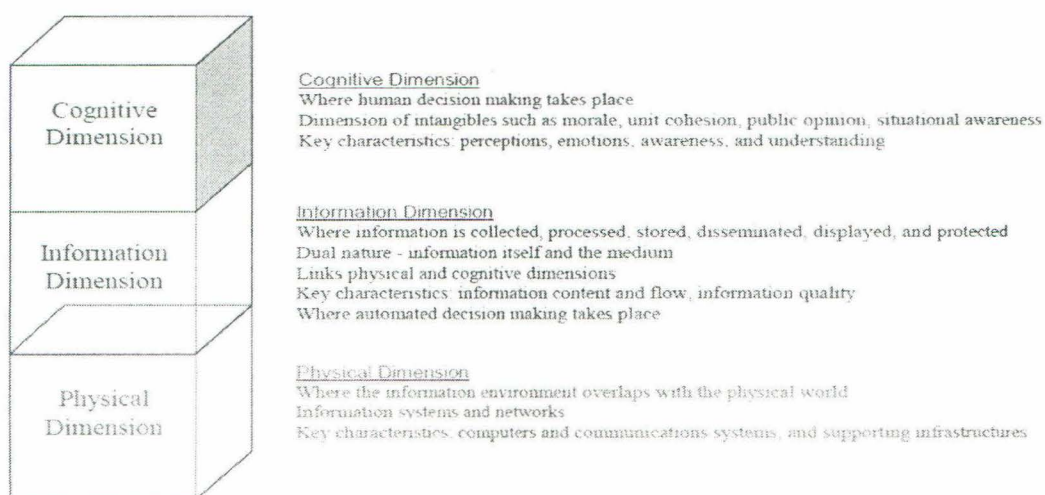 Cognitive
Dimension
Cognitive Dimension
Where human decision making takes place
Dimension of intangibles such as morale, unit cohesion, public opinion, situational awareness
Key characteristics: perceptions, emotions, awareness, and understanding
Information
Dimension
Information Dimension
Where information is collected, processed, stored, disseminated, displayed, and protected
Dual nature - information itself and the medium
Links physical and cognitive dimensions
Key characteristics: information content and flow, information quality
Where automated decision making takes place
Physical
Dimension
Physical Dimension
Where the information environment overlaps with the physical world
Information systems and networks
Key characteristics: computers and communications systems, and supporting infrastructures